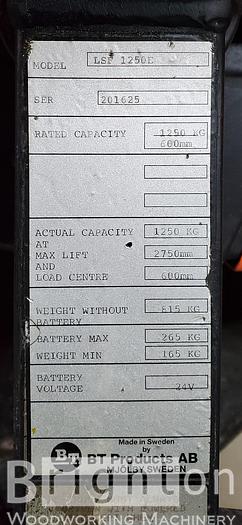 MODEL LSF 1250E
SER 201625
RATED CAPACITY 1250 KG
600mm
ACTUAL CAPACITY 1250 KG
AT
MAX LIFT 2750mm
AND
LOAD CENTRE 600mm
WEIGHT WITHOUT 815 KG
BATTERY
BATTERY MAX 265 KG
WEIGHT MIN 165 KG
BATTERY
VOLTAGE 24V
Made in Sweden
by
BT BT Products AB
MJÖLBY SWEDEN
Brighton
WOODWORKING MACHINERY